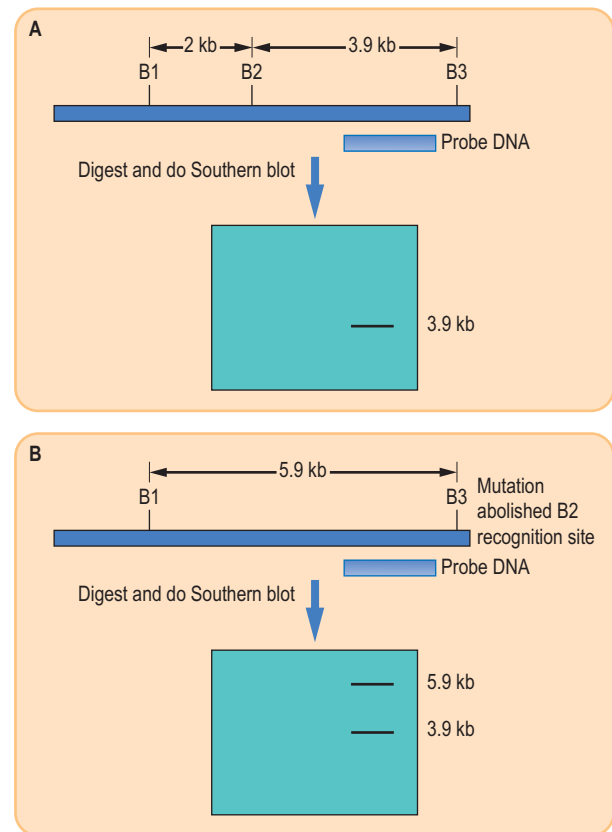 A
2 kb 3.9 kb
B1 B2 B3
Probe DNA
Digest and do Southern blot
3.9 kb
B
5.9 kb
B1 B3
Mutation
abolished B2
recognition site
Probe DNA
Digest and do Southern blot
5.9 kb
3.9 kb